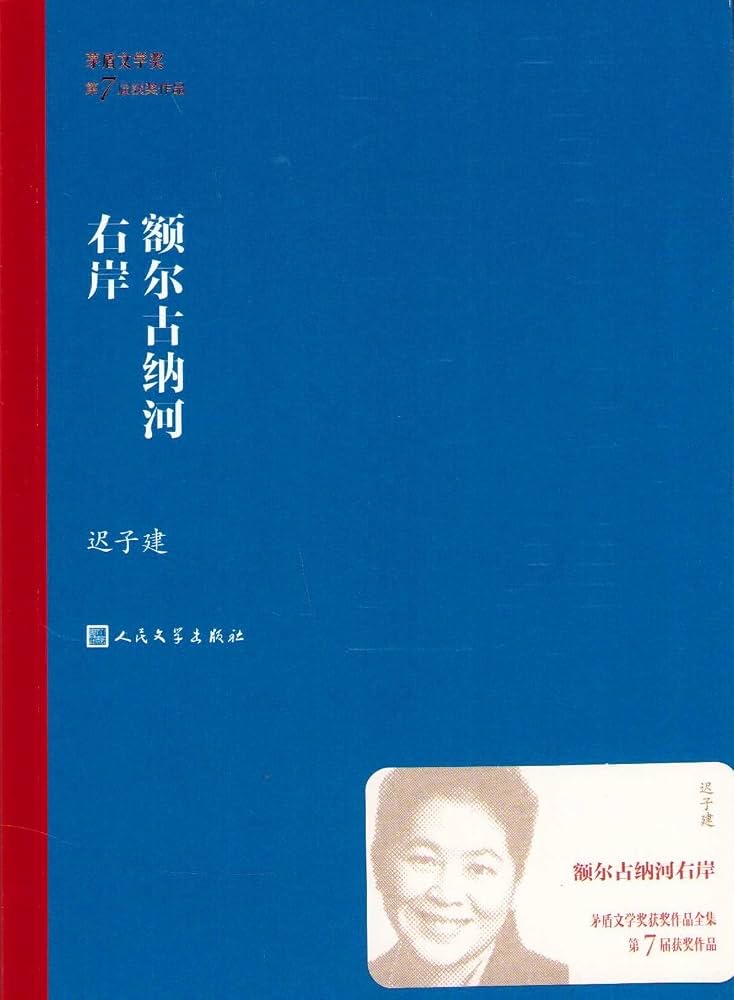 茅盾文学奖
第7届获奖作品
额尔古纳河
右岸
迟子建
人民文学出版社
迟子建
额尔古纳河右岸
茅盾文学奖获奖作品全集
第7届获奖作品